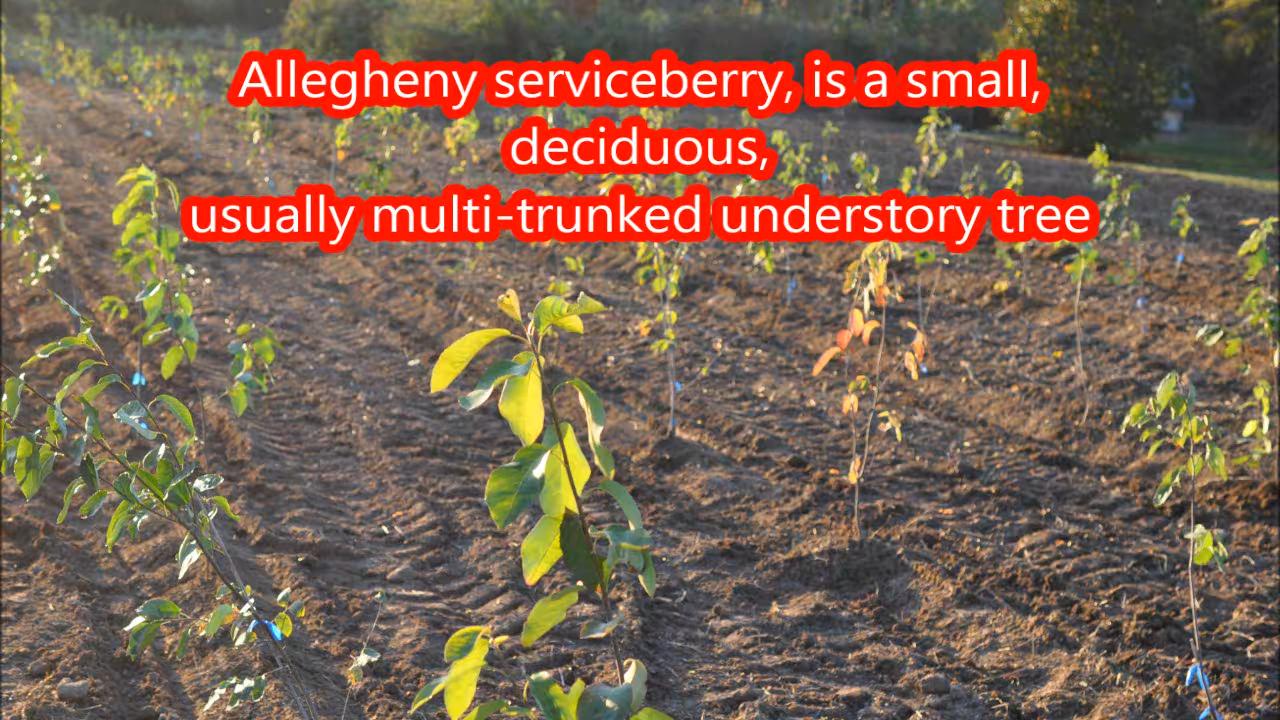 Allegheny serviceberry, is a small,
deciduous,
usually multi-trunked understory tree